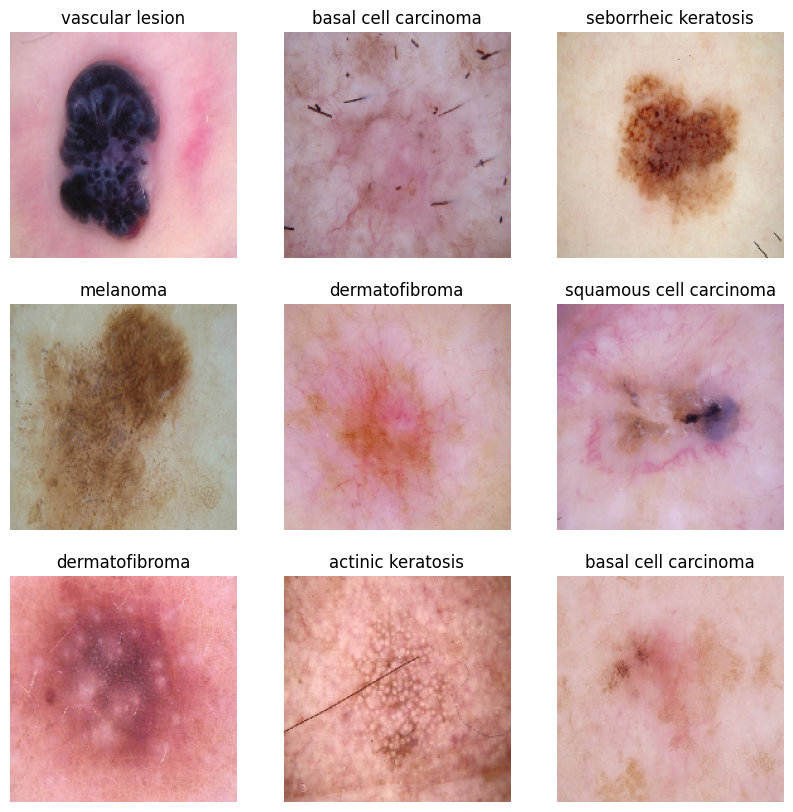 vascular lesion
basal cell carcinoma
seborrheic keratosis
melanoma
dermatofibroma
squamous cell carcinoma
dermatofibroma
actinic keratosis
basal cell carcinoma